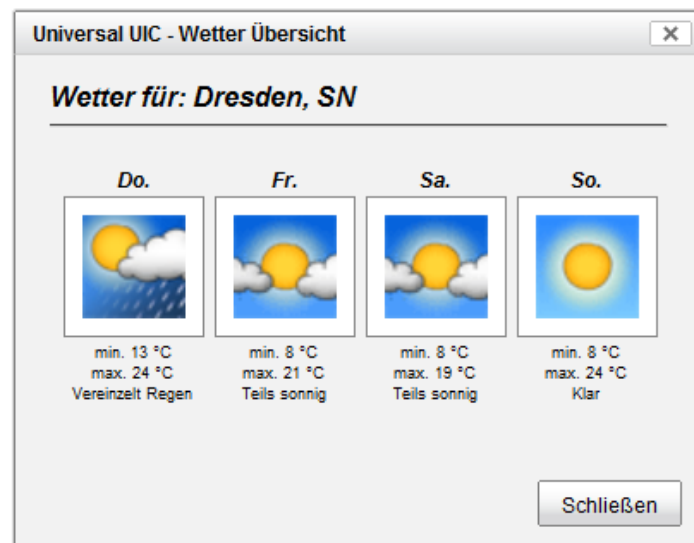 Universal UIC - Wetter Übersicht
Wetter für: Dresden, SN
Do.
Fr.
Sa.
So.
min. 13 °C
max. 24 °C
Vereinzelt Regen
min. 8 °C
max. 21 °C
Teils sonnig
min. 8 °C
max. 19 °C
Teils sonnig
min. 8 °C
max. 24 °C
Klar
Schließen